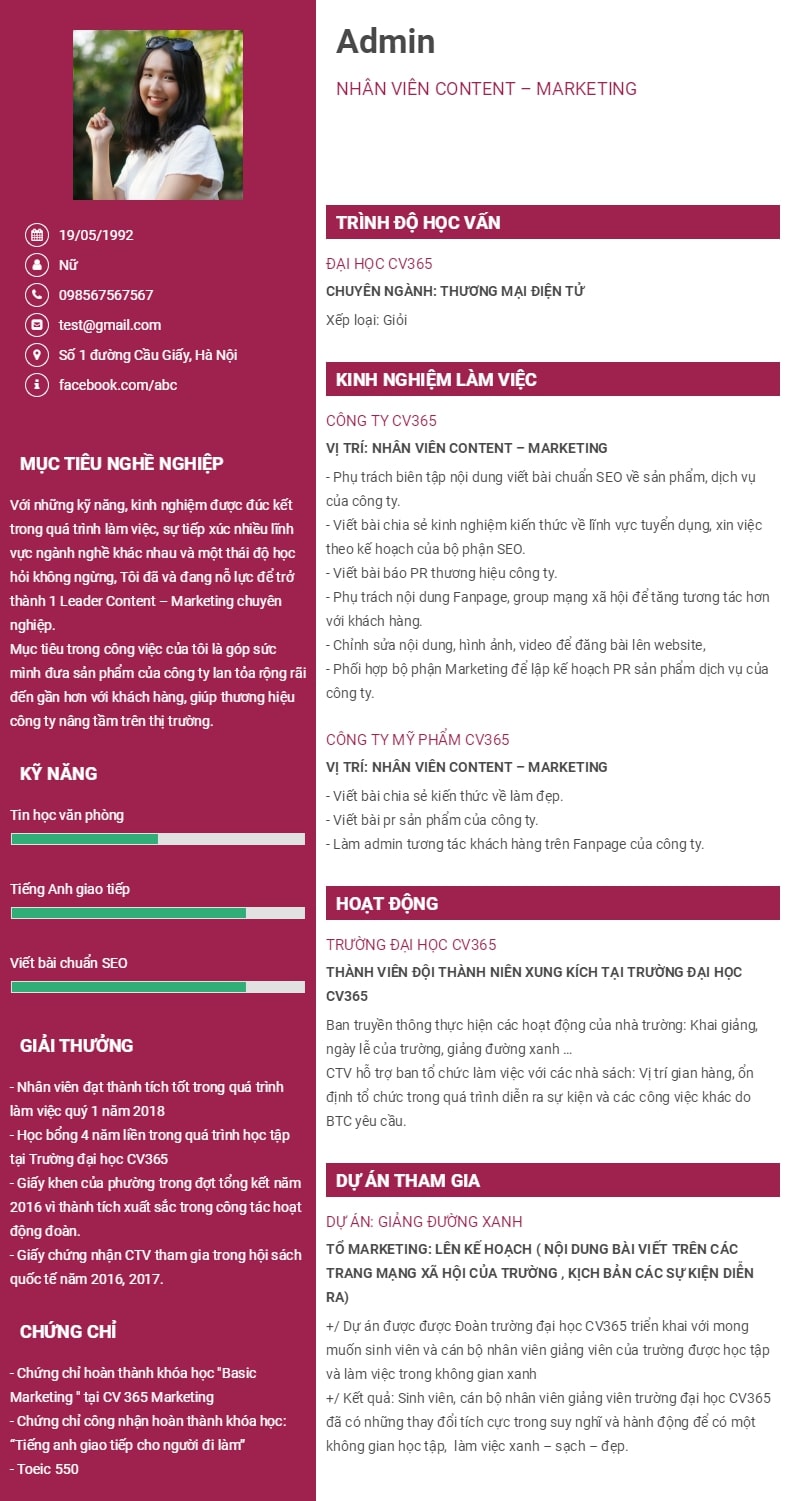 Admin
NHÂN VIÊN CONTENT – MARKETING
19/05/1992
Nữ
098567567567
test@gmail.com
Số 1 đường Cầu Giấy, Hà Nội
facebook.com/abc
MỤC TIÊU NGHỀ NGHIỆP
Với những kỹ năng, kinh nghiệm được đúc kết
trong quá trình làm việc, sự tiếp xúc nhiều lĩnh
vực ngành nghề khác nhau và một thái độ học
hỏi không ngừng, Tôi đã và đang nỗ lực để trở
thành 1 Leader Content – Marketing chuyên
nghiệp.
Mục tiêu trong công việc của tôi là góp sức
mình đưa sản phẩm của công ty lan tỏa rộng rãi
đến gần hơn với khách hàng, giúp thương hiệu
công ty nâng tầm trên thị trường.
KỸ NĂNG
Tin học văn phòng
Tiếng Anh giao tiếp
Viết bài chuẩn SEO
GIẢI THƯỞNG
- Nhân viên đạt thành tích tốt trong quá trình
làm việc quý 1 năm 2018
- Học bổng 4 năm liền trong quá trình học tập
tại Trường đại học CV365
- Giấy khen của phường trong đợt tổng kết năm
2016 vì thành tích xuất sắc trong công tác hoạt
động đoàn.
- Giấy chứng nhận CTV tham gia trong hội sách
quốc tế năm 2016, 2017.
CHỨNG CHỈ
- Chứng chỉ hoàn thành khóa học "Basic
Marketing " tại CV 365 Marketing
- Chứng chỉ công nhận hoàn thành khóa học:
“Tiếng anh giao tiếp cho người đi làm”
- Toeic 550
TRÌNH ĐỘ HỌC VẤN
ĐẠI HỌC CV365
CHUYÊN NGÀNH: THƯƠNG MẠI ĐIỆN TỬ
Xếp loại: Giỏi
KINH NGHIỆM LÀM VIỆC
CÔNG TY CV365
VỊ TRÍ: NHÂN VIÊN CONTENT – MARKETING
- Phụ trách biên tập nội dung viết bài chuẩn SEO về sản phẩm, dịch vụ
của công ty.
- Viết bài chia sẻ kinh nghiệm kiến thức về lĩnh vực tuyển dụng, xin việc
theo kế hoạch của bộ phận SEO.
- Viết bài báo PR thương hiệu công ty.
- Phụ trách nội dung Fanpage, group mạng xã hội để tăng tương tác hơn
với khách hàng.
- Chỉnh sửa nội dung, hình ảnh, video để đăng bài lên website,
- Phối hợp bộ phận Marketing để lập kế hoạch PR sản phẩm dịch vụ của
công ty.
CÔNG TY MỸ PHẨM CV365
VỊ TRÍ: NHÂN VIÊN CONTENT – MARKETING
- Viết bài chia sẻ kiến thức về làm đẹp.
- Viết bài pr sản phẩm của công ty.
- Làm admin tương tác khách hàng trên Fanpage của công ty.
HOẠT ĐỘNG
TRƯỜNG ĐẠI HỌC CV365
THÀNH VIÊN ĐỘI THÀNH NIÊN XUNG KÍCH TẠI TRƯỜNG ĐẠI HỌC
CV365
Ban truyền thông thực hiện các hoạt động của nhà trường: Khai giảng,
ngày lễ của trường, giảng đường xanh ...
CTV hỗ trợ ban tổ chức làm việc với các nhà sách: Vị trí gian hàng, ổn
định tổ chức trong quá trình diễn ra sự kiện và các công việc khác do
BTC yêu cầu.
DỰ ÁN THAM GIA
DỰ ÁN: GIẢNG ĐƯỜNG XANH
TỔ MARKETING: LÊN KẾ HOẠCH ( NỘI DUNG BÀI VIẾT TRÊN CÁC
TRANG MẠNG XÃ HỘI CỦA TRƯỜNG , KỊCH BẢN CÁC SỰ KIỆN DIỄN
RA)
+/ Dự án được được Đoàn trường đại học CV365 triển khai với mong
muốn sinh viên và cán bộ nhân viên giảng viên của trường được học tập
và làm việc trong không gian xanh
+/ Kết quả: Sinh viên, cán bộ nhân viên giảng viên trường đại học CV365
đã có những thay đổi tích cực trong suy nghĩ và hành động để có một
không gian học tập, làm việc xanh – sạch – đẹp.